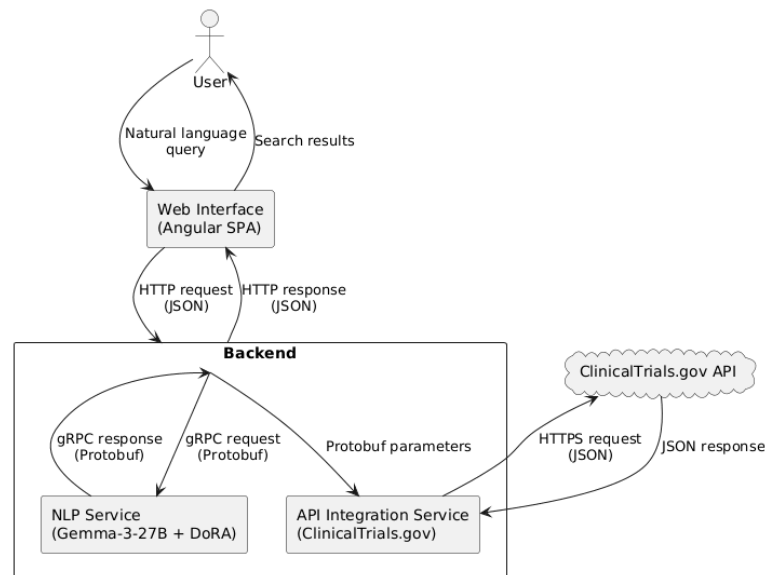 User
Natural language
query
Search results
Web Interface
(Angular SPA)
HTTP request
(JSON)
HTTP response
(JSON)
Backend
ClinicalTrials.gov API
gRPC response
(Protobuf)
gRPC request
(Protobuf)
Protobuf parameters
HTTPS request
(JSON)
JSON response
NLP Service
(Gemma-3-27B + DoRA)
API Integration Service
(ClinicalTrials.gov)